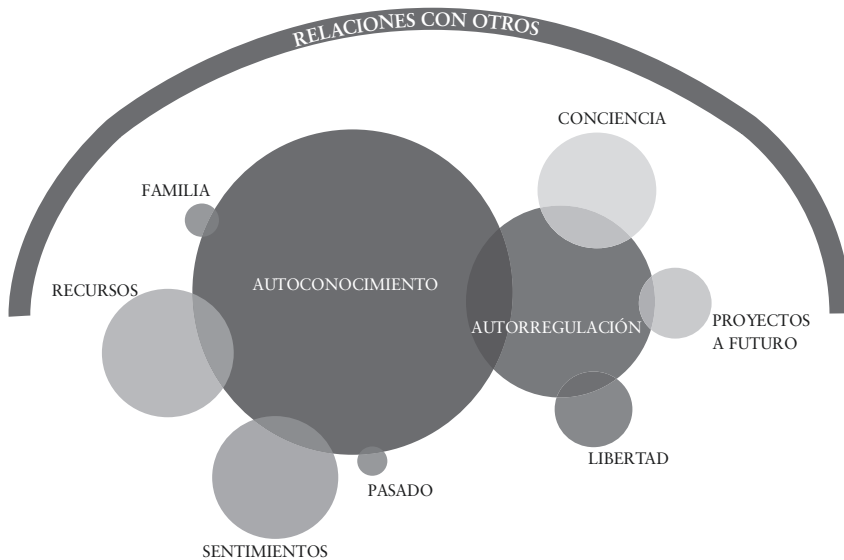 RELACIONES CON OTROS
CONCIENCIA
FAMILIA
RECURSOS
AUTOCONOCIMIENTO
AUTORREGULACIÓN
PROYECTOS
A FUTURO
LIBERTAD
PASADO
SENTIMIENTOS